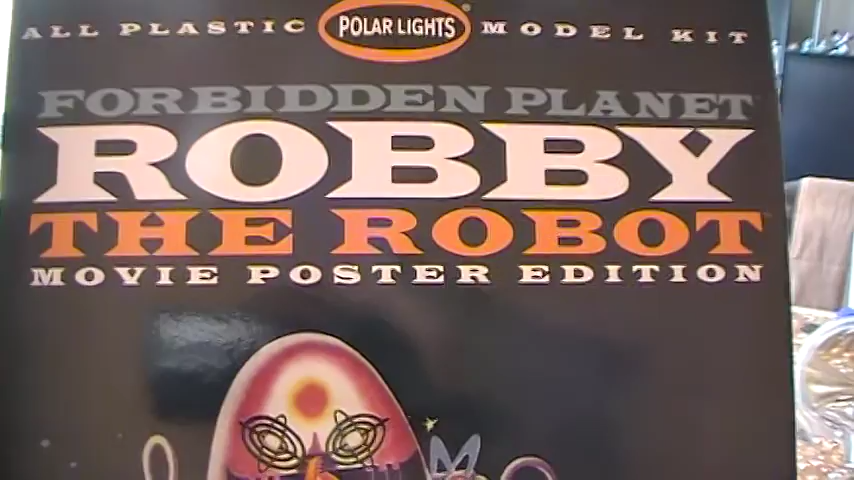 ALL PLASTIC POLAR LIGHTS® MODEL KIT
FORBIDDEN PLANET
ROBBY
THE ROBOT
MOVIE POSTER EDITION